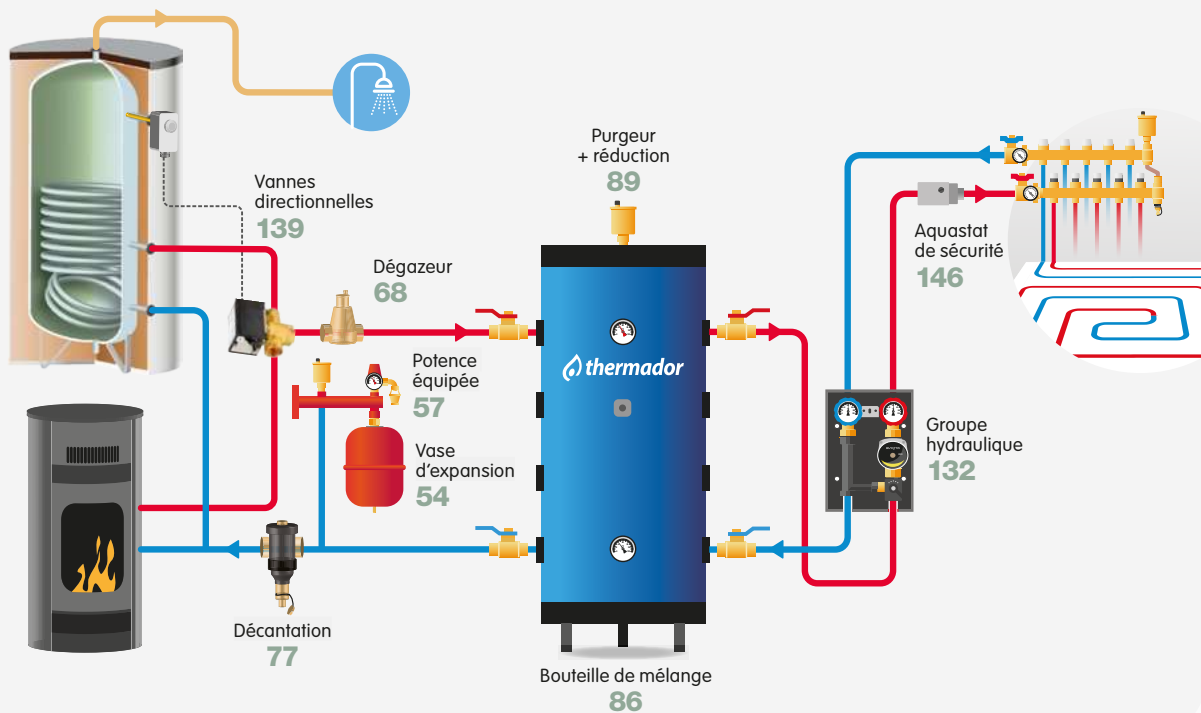 Purgeur
+ réduction
89
Vannes
directionnelles
139
Aquastat
de sécurité
146
Dégazeur
68
Potence
équipée
57
thermador
Vase
d'expansion
54
Groupe
hydraulique
132
Décantation
77
Bouteille de mélange
86